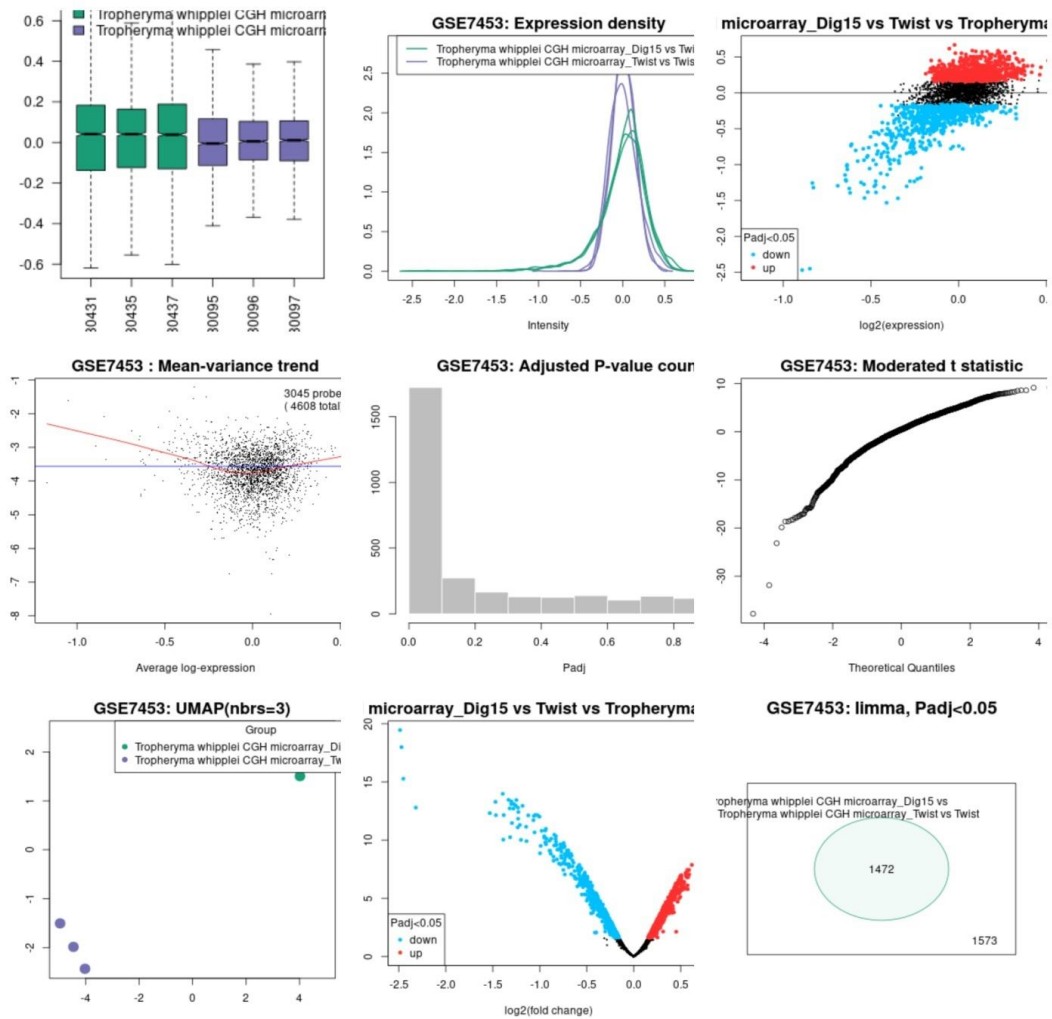 Tropheryma whipplei CGH microarr
Tropheryma whipplei CGH microarr
0.6
0.4
0.2
0.0
-0.2
-0.4
-0.6
30431
30435
30437
30095
30096
30097
GSE7453: Expression density
Tropheryma whipplei CGH microarray_Dig15 vs Twi
Tropheryma whipplei CGH microarray_Twist vs Twis
2.5
2.0
1.5
1.0
0.5
0.0
-2.5 -2.0 -1.5 -1.0 -0.5 0.0 0.5
Intensity
microarray_Dig15 vs Twist vs Tropheryma
0.5
0.0
-0.5
-1.0
-1.5
-2.0
-2.5
Padj<0.05
down
up
-1.0 -0.5 0.0 0.
log2(expression)
GSE7453 : Mean-variance trend
3045 probe
( 4608 total
-1
-2
-3
-4
-5
-6
-7
-8
-1.0 -0.5 0.0 0.
Average log-expression
GSE7453: Adjusted P-value coun
1500
1000
500
0
0.0 0.2 0.4 0.6 0.8
Padj
GSE7453: Moderated t statistic
10
0
-10
-20
-30
-4 -2 0 2 4
Theoretical Quantiles
GSE7453: UMAP(nbrs=3)
Group
Tropheryma whipplei CGH microarray_Di
Tropheryma whipplei CGH microarray_Tw
2
1
0
-1
-2
-4 -2 0 2 4
microarray_Dig15 vs Twist vs Tropheryma
20
15
10
5
0
Padj<0.05
down
up
-2.5 -2.0 -1.5 -1.0 -0.5 0.0 0.5
log2(fold change)
GSE7453: limma, Padj<0.05
ropheryma whipplei CGH microarray_Dig15 vs
Tropheryma whipplei CGH microarray_Twist vs Twist
1472
1573